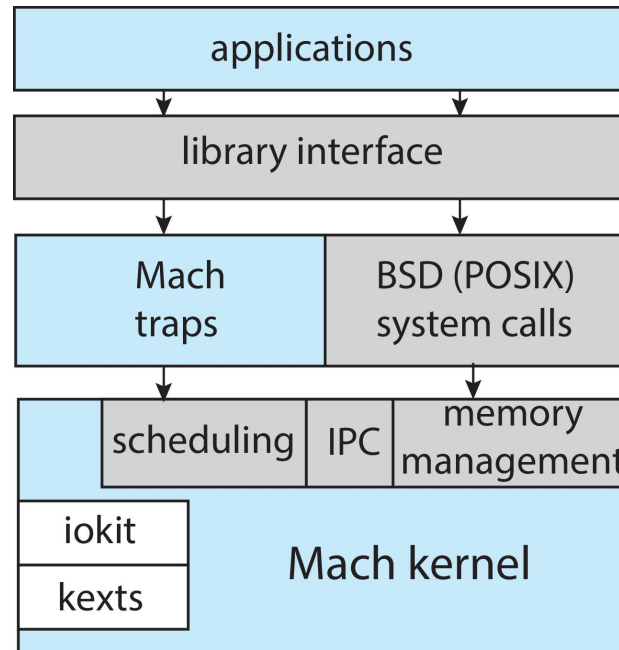 applications
library interface
Mach
traps
BSD (POSIX)
system calls
scheduling
IPC
memory
management
iokit
kexts
Mach kernel